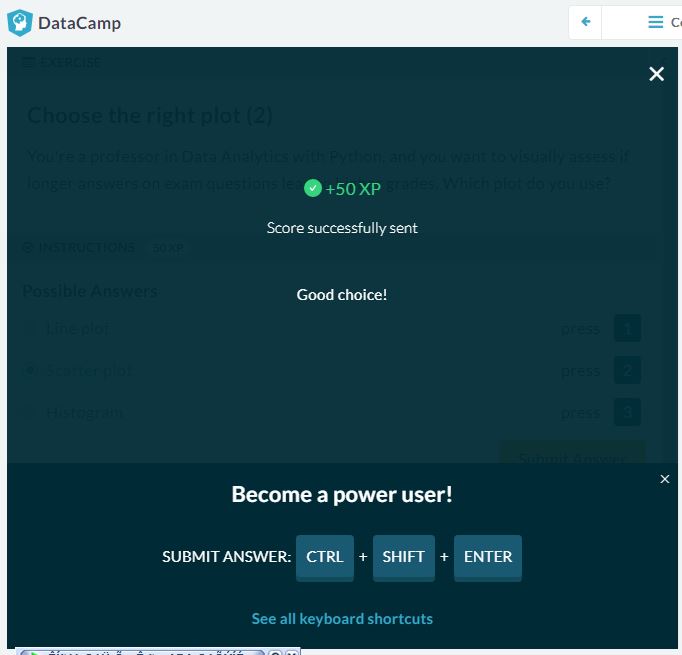 DataCamp
Co
EXERCISE
Choose the right plot (2)
You're a professor in Data Analytics with Python, and you want to visually assess if
longer answers on exam questions grades. Which plot do you use?
+50 XP
Score successfully sent
INSTRUCTIONS 50 XP
Good choice!
Possible Answers
Line plot press 1
Scatter plot press 2
Histogram press 3
Submit Answer
Become a power user!
SUBMIT ANSWER: CTRL + SHIFT + ENTER
See all keyboard shortcuts